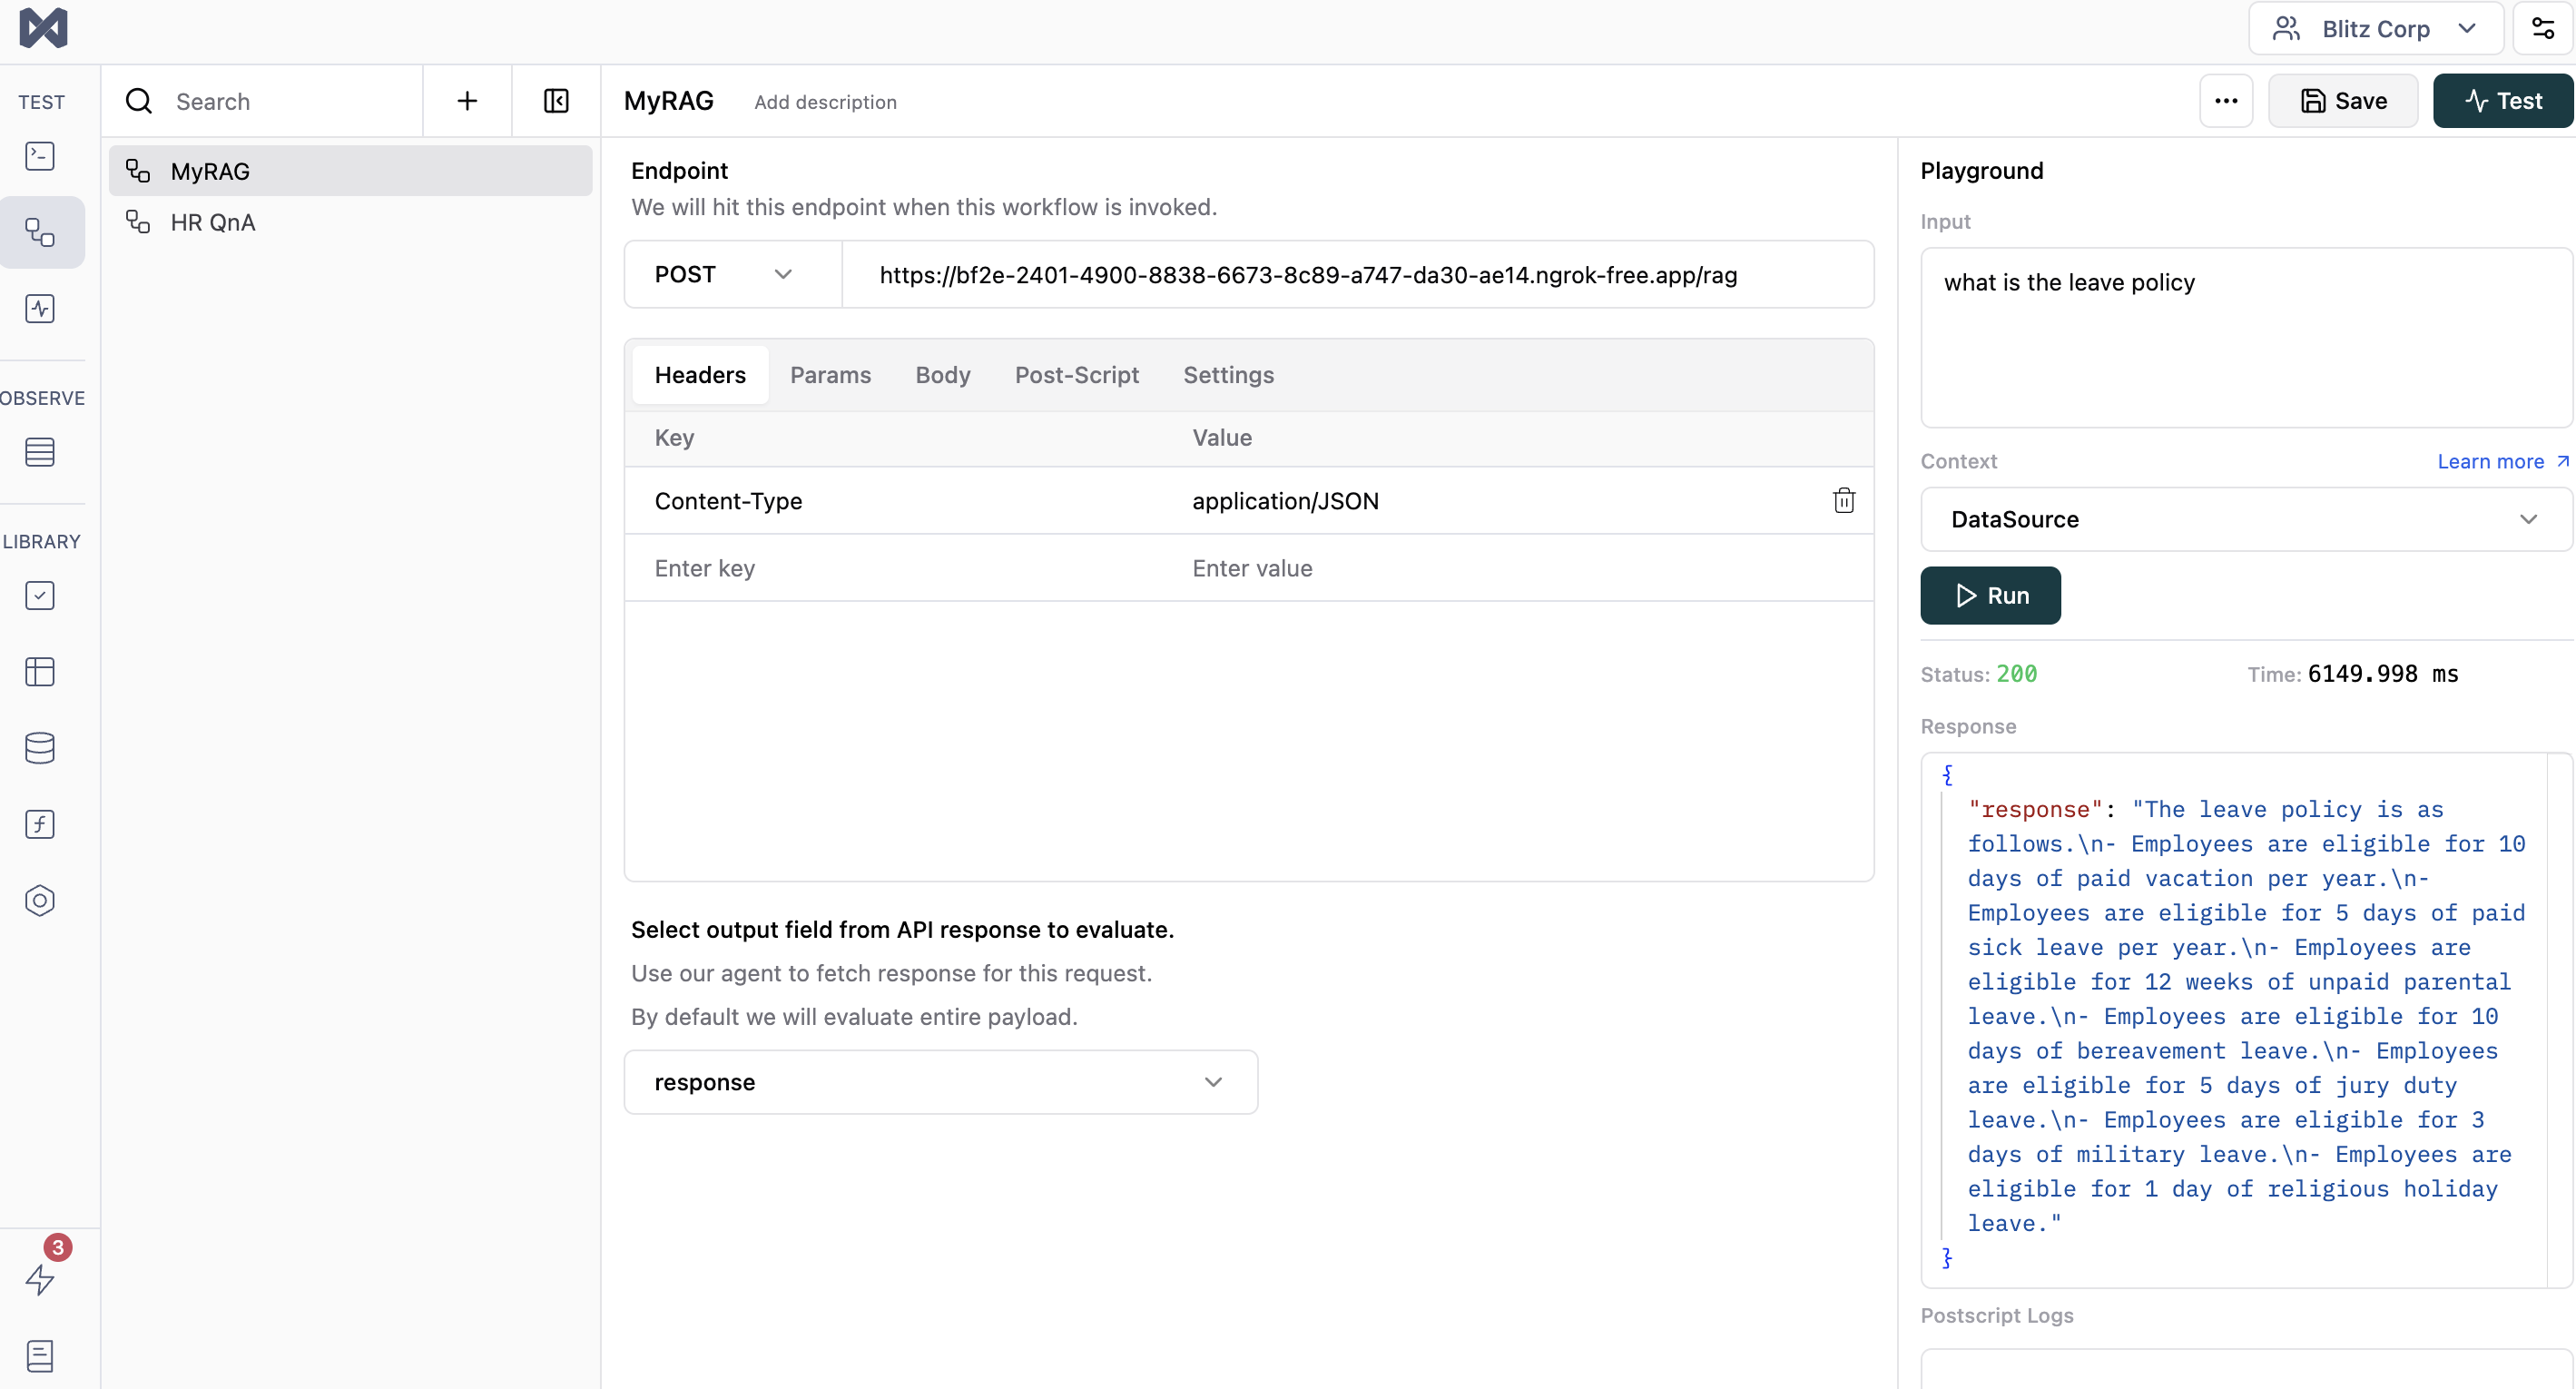 Blitz Corp
TEST
Search
MyRAG
Add description
Save
Test
MyRAG
HR QnA
OBSERVE
LIBRARY
3
Endpoint
We will hit this endpoint when this workflow is invoked.
POST
https://bf2e-2401-4900-8838-6673-8c89-a747-da30-ae14.ngrok-free.app/rag
Headers Params Body Post-Script Settings
Key Value
Content-Type application/JSON
Enter key Enter value
Select output field from API response to evaluate.
Use our agent to fetch response for this request.
By default we will evaluate entire payload.
response
Playground
Input
what is the leave policy
Context Learn more
DataSource
Run
Status: 200 Time: 6149.998 ms
Response
{
"response": "The leave policy is as
follows.\n- Employees are eligible for 10
days of paid vacation per year.\n-
Employees are eligible for 5 days of paid
sick leave per year.\n- Employees are
eligible for 12 weeks of unpaid parental
leave.\n- Employees are eligible for 10
days of bereavement leave.\n- Employees
are eligible for 5 days of jury duty
leave.\n- Employees are eligible for 3
days of military leave.\n- Employees are
eligible for 1 day of religious holiday
leave."
}
Postscript Logs